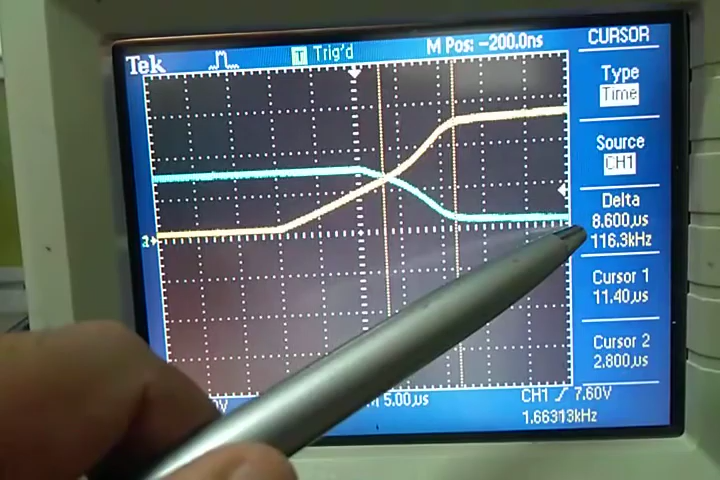 Tek Trig'd M Pos: -200.0ns CURSOR
T
Type
Time
Source
CH1
Delta
8.600µs
116.3kHz
Cursor 1
11.40µs
Cursor 2
2.800µs
5.00µs CH1 7.60V
1.66313kHz